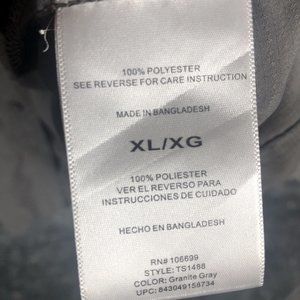 100% POLYESTER
SEE REVERSE FOR CARE INSTRUCTION
MADE IN BANGLADESH
XL/XG
100% POLIESTER
VER EL REVERSO PARA
INSTRUCCIONES DE CUIDADO
HECHO EN BANGLADESH
RN# 106699
STYLE: TS1488
COLOR: Granite Gray
UPC: 843049158734